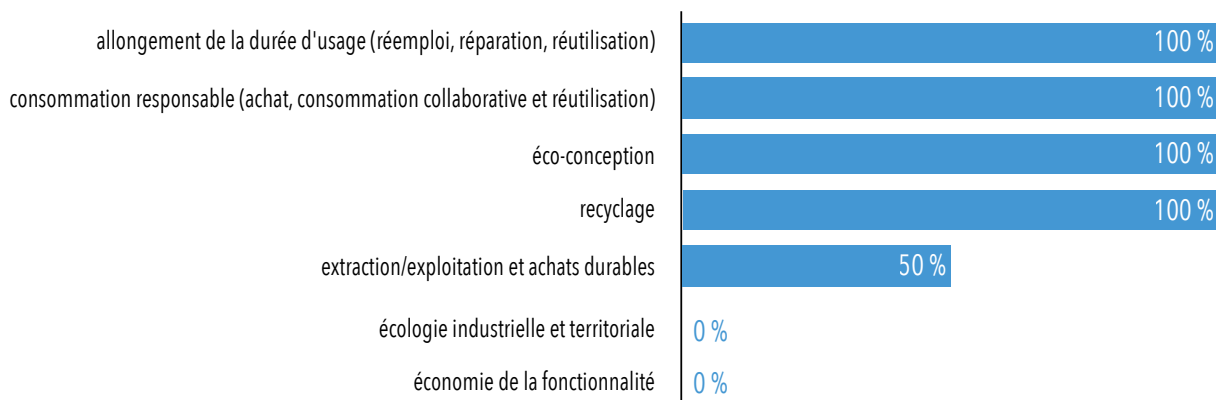 allongement de la durée d'usage (réemploi, réparation, réutilisation) 100 %
consommation responsable (achat, consommation collaborative et réutilisation) 100 %
éco-conception 100 %
recyclage 100 %
extraction/exploitation et achats durables 50 %
écologie industrielle et territoriale 0 %
économie de la fonctionnalité 0 %